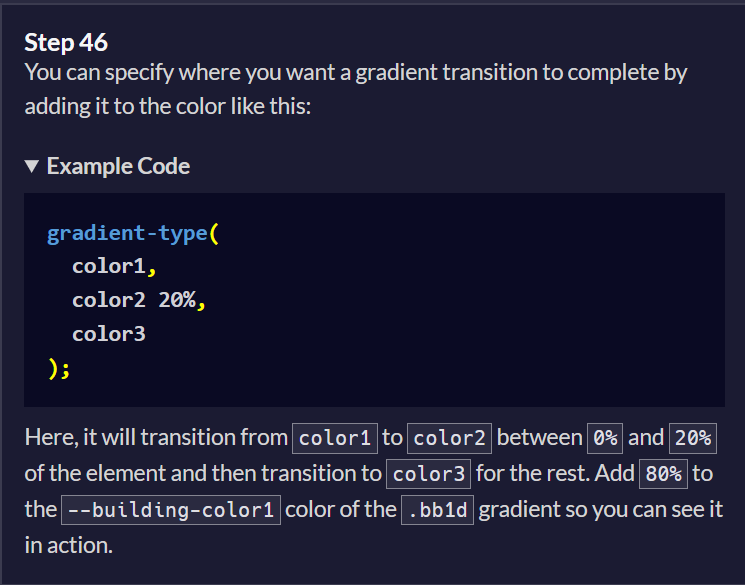 Step 46
You can specify where you want a gradient transition to complete by
adding it to the color like this:
▼ Example Code
gradient-type(
  color1,
  color2 20%,
  color3
);
Here, it will transition from color1 to color2 between 0% and 20%
of the element and then transition to color3 for the rest. Add 80% to
the --building-color1 color of the .bb1d gradient so you can see it
in action.